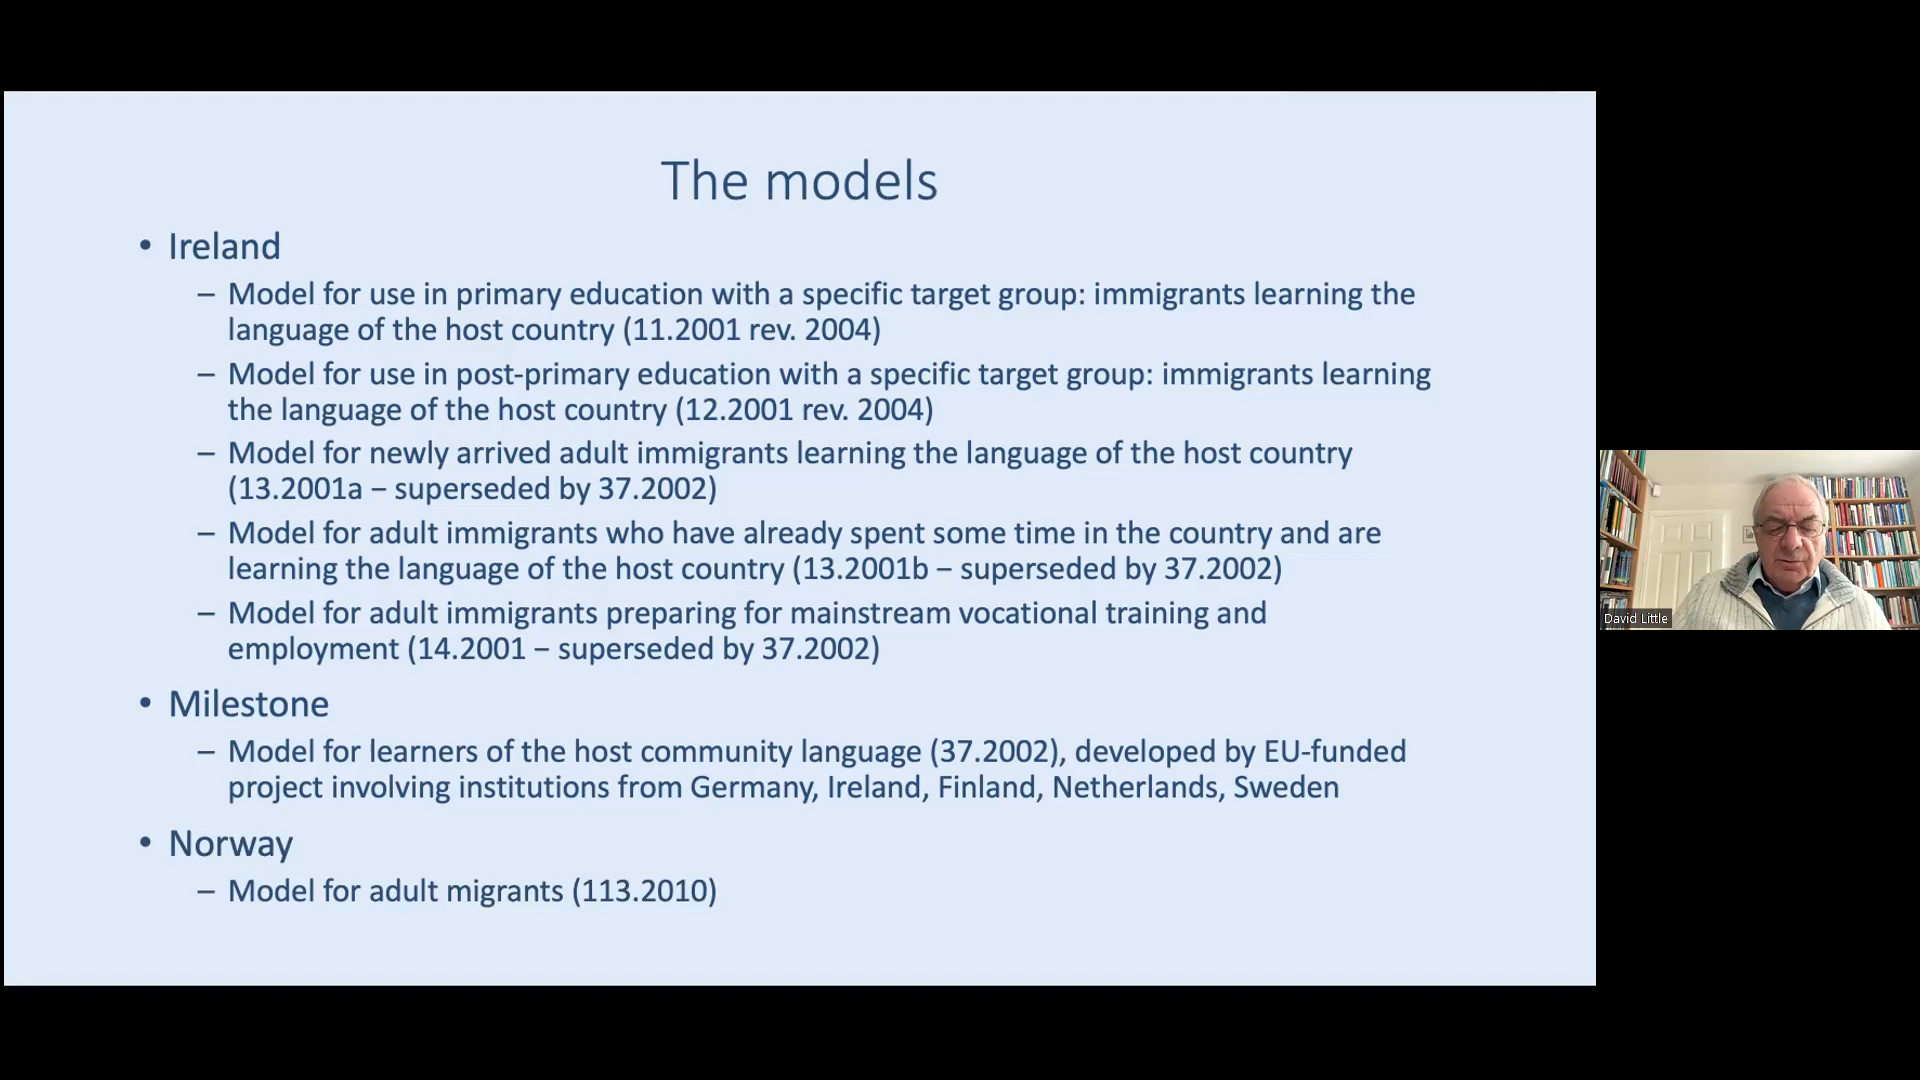 The models
• Ireland
– Model for use in primary education with a specific target group: immigrants learning the
language of the host country (11.2001 rev. 2004)
– Model for use in post-primary education with a specific target group: immigrants learning
the language of the host country (12.2001 rev. 2004)
– Model for newly arrived adult immigrants learning the language of the host country
(13.2001a – superseded by 37.2002)
– Model for adult immigrants who have already spent some time in the country and are
learning the language of the host country (13.2001b – superseded by 37.2002)
– Model for adult immigrants preparing for mainstream vocational training and
employment (14.2001 – superseded by 37.2002)
• Milestone
– Model for learners of the host community language (37.2002), developed by EU-funded
project involving institutions from Germany, Ireland, Finland, Netherlands, Sweden
• Norway
– Model for adult migrants (113.2010)
David Little